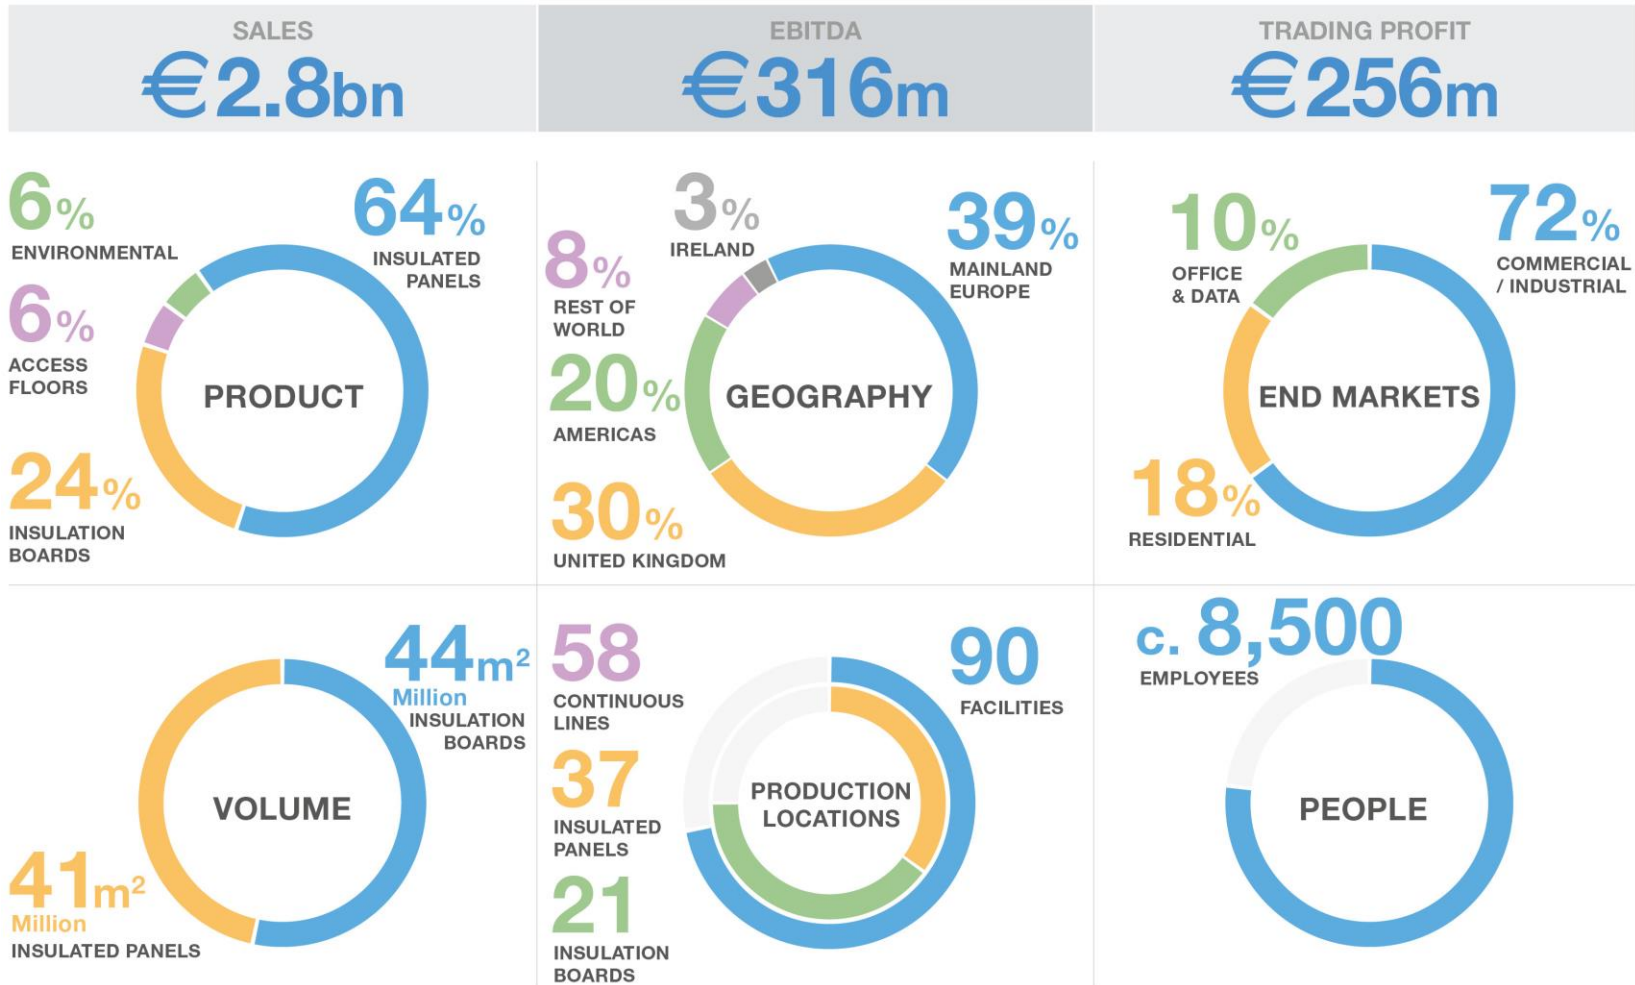 SALES
€2.8bn
EBITDA
€316m
TRADING PROFIT
€256m
6%
ENVIRONMENTAL
64%
INSULATED
PANELS
6%
ACCESS
FLOORS
PRODUCT
24%
INSULATION
BOARDS
3%
IRELAND
39%
MAINLAND
EUROPE
8%
REST OF
WORLD
20%
AMERICAS
GEOGRAPHY
30%
UNITED KINGDOM
10%
OFFICE
& DATA
72%
COMMERCIAL
/ INDUSTRIAL
END MARKETS
18%
RESIDENTIAL
44m²
Million
INSULATION
BOARDS
VOLUME
41m²
Million
INSULATED PANELS
58
CONTINUOUS
LINES
90
FACILITIES
37
INSULATED
PANELS
PRODUCTION
LOCATIONS
21
INSULATION
BOARDS
c. 8,500
EMPLOYEES
PEOPLE